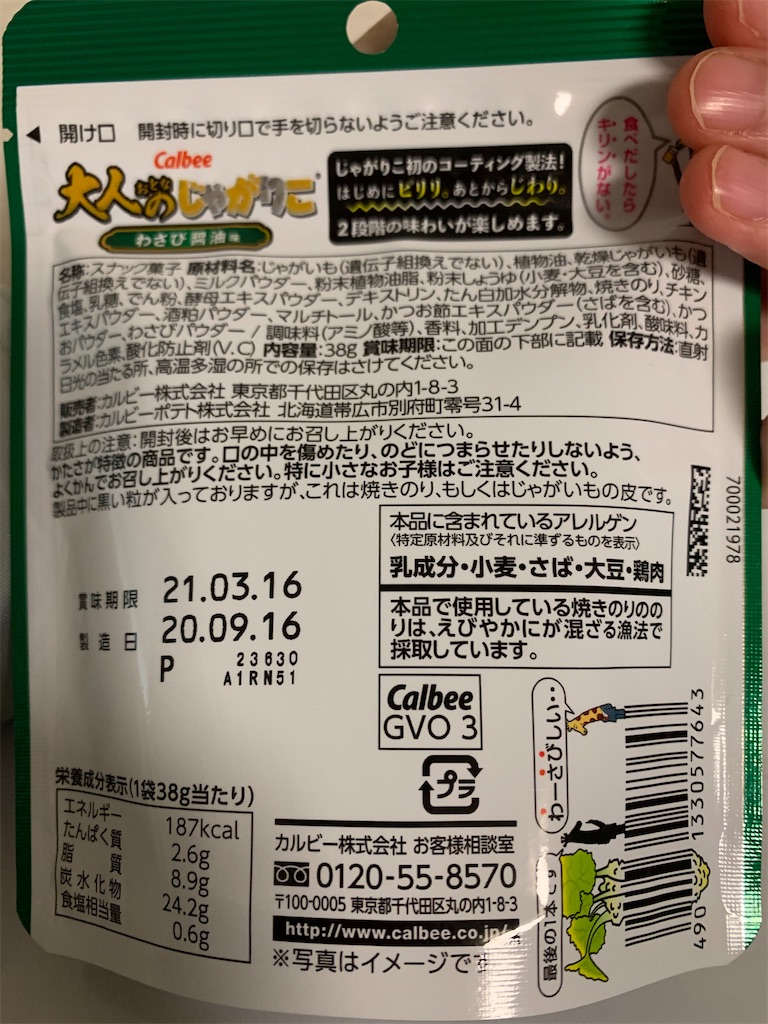 ◀ 開け口 開封時に切り口で手を切らないようご注意ください。
食べだしたら
キリンがない。
Calbee
大人のじゃがりこ
おとな
わさび醤油味
じゃがりこ初のコーティング製法!
はじめにピリリ。あとからじわり。
2段階の味わいが楽しめます。
名称:スナック菓子 原材料名:じゃがいも(遺伝子組換えでない)、植物油、乾燥じゃがいも(遺
伝子組換えでない)、ミルクパウダー、粉末植物油脂、粉末しょうゆ(小麦・大豆を含む)、砂糖、
食塩、乳糖、でん粉、酵母エキスパウダー、デキストリン、たん白加水分解物、焼きのり、チキン
エキスパウダー、酒粕パウダー、マルチトール、かつお節エキスパウダー(さばを含む)、かつ
おパウダー、わさびパウダー / 調味料(アミノ酸等)、香料、加工デンプン、乳化剤、酸味料、カ
ラメル色素、酸化防止剤(V.C) 内容量:38g 賞味期限:この面の下部に記載 保存方法:直射
日光の当たる所、高温多湿の所での保存はさけてください。
販売者:カルビー株式会社 東京都千代田区丸の内1-8-3
製造者:カルビーポテト株式会社 北海道帯広市別府町零号31-4
取扱上の注意:開封後はお早めにお召し上がりください。
かたさが特徴の商品です。口の中を傷めたり、のどにつまらせたりしないよう、
よくかんでお召し上がりください。特に小さなお子様はご注意ください。
製品中に黒い粒が入っておりますが、これは焼きのり、もしくはじゃがいもの皮です。
700021978
本品に含まれているアレルゲン
〈特定原材料及びそれに準ずるものを表示〉
乳成分・小麦・さば・大豆・鶏肉
本品で使用している焼きのりのの
りは、えびやかにが混ざる漁法で
採取しています。
賞味期限 21.03.16
製造日 20.09.16
P 23630
A1RN51
Calbee
GVO 3
プラ
わーさびしい・・
最後の1本です
490 1330577643
栄養成分表示(1袋38g当たり)
エネルギー 187kcal
たんぱく質 2.6g
脂質 8.9g
炭水化物 24.2g
食塩相当量 0.6g
カルビー株式会社 お客様相談室
0120-55-8570
〒100-0005 東京都千代田区丸の内1-8-3
http://www.calbee.co.jp/
※写真はイメージです